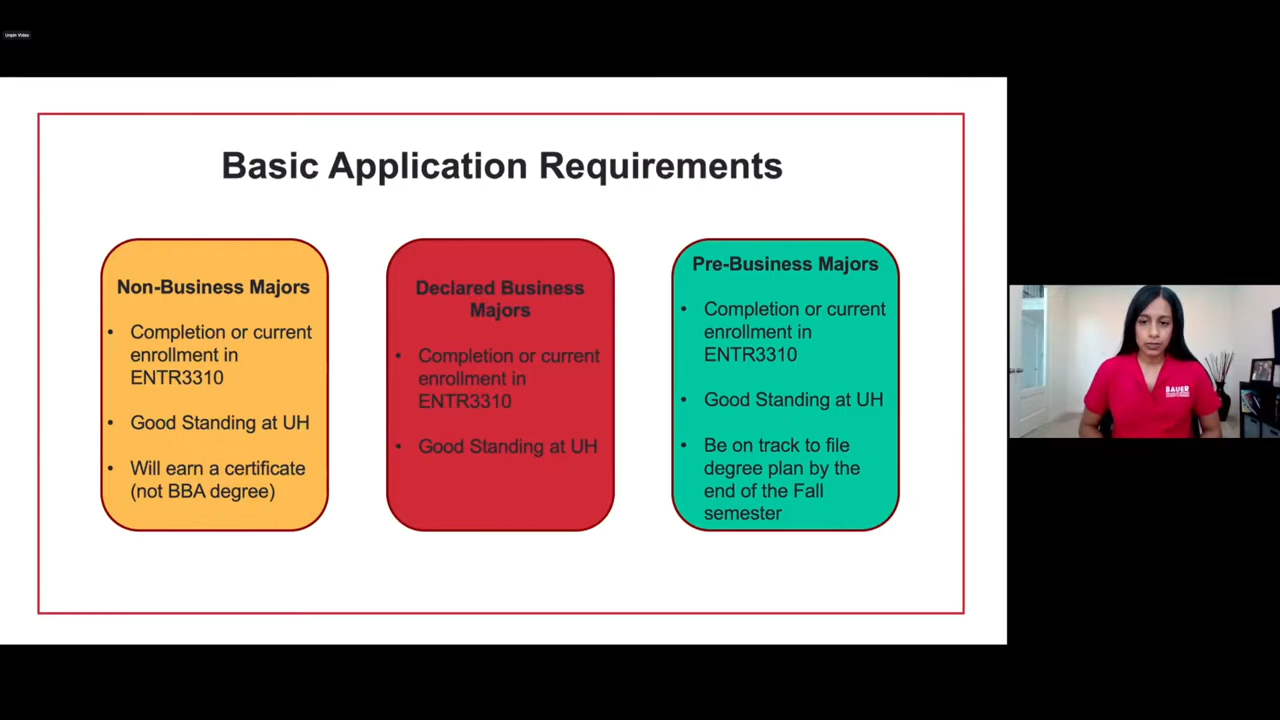 Unpin Video
Basic Application Requirements
Non-Business Majors
• Completion or current
enrollment in
ENTR3310
• Good Standing at UH
• Will earn a certificate
(not BBA degree)
Declared Business
Majors
• Completion or current
enrollment in
ENTR3310
• Good Standing at UH
Pre-Business Majors
• Completion or current
enrollment in
ENTR3310
• Good Standing at UH
• Be on track to file
degree plan by the
end of the Fall
semester
BAUER